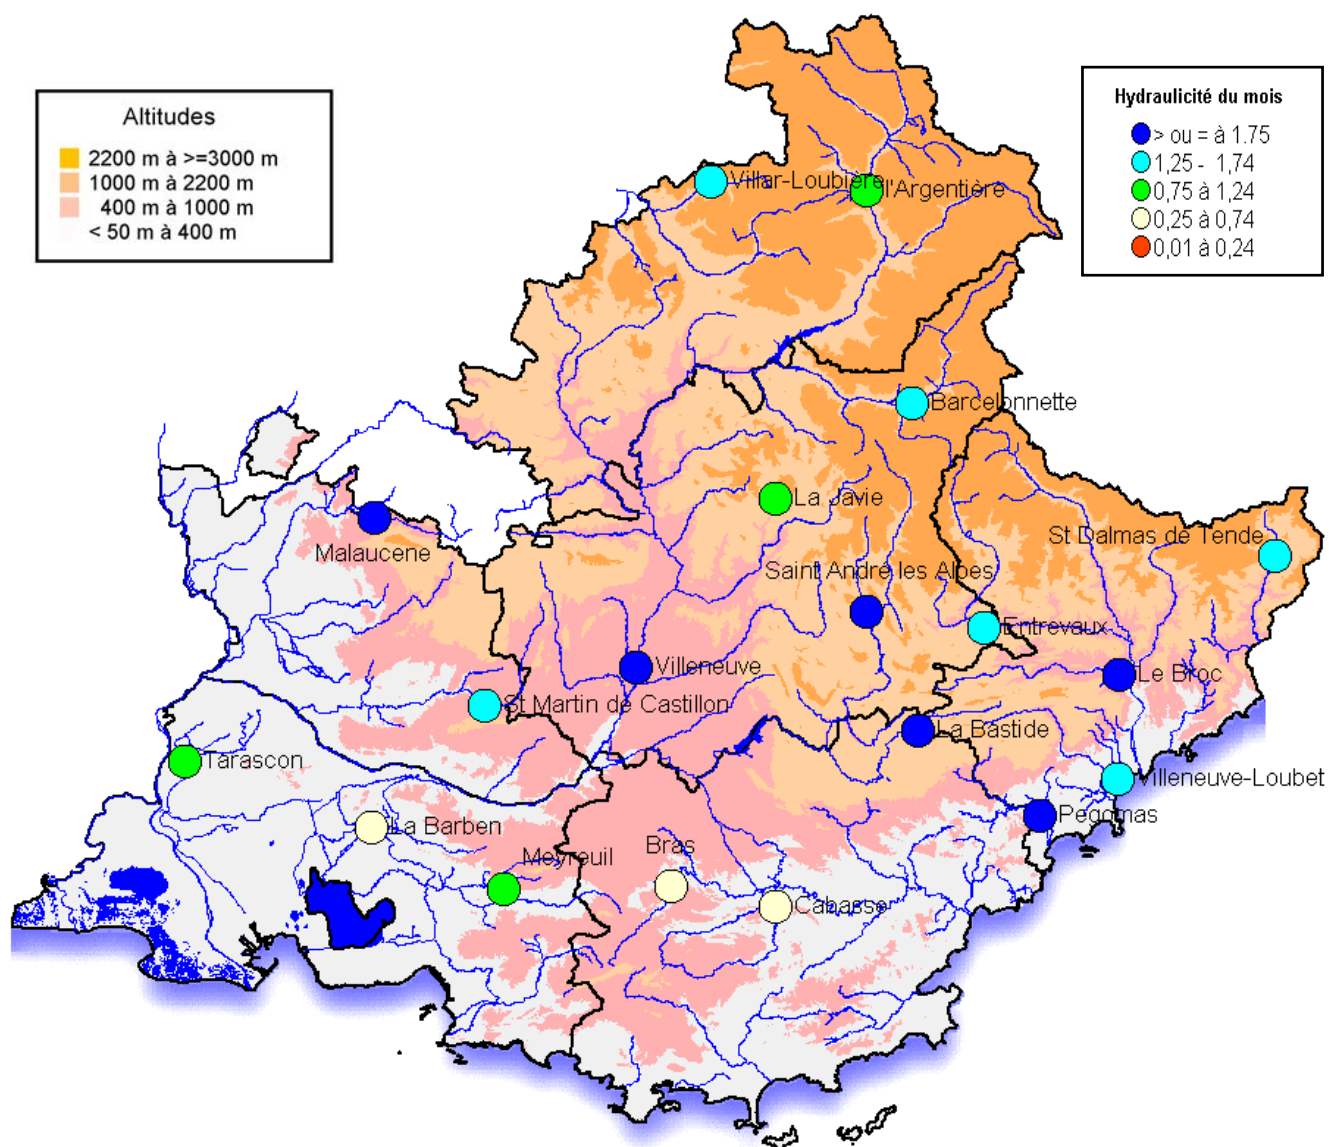 Altitudes
2200 m à >=3000 m
1000 m à 2200 m
400 m à 1000 m
< 50 m à 400 m
Hydraulicité du mois
> ou = à 1.75
1,25 - 1,74
0,75 à 1,24
0,25 à 0,74
0,01 à 0,24
Villar-Loubière
l'Argentière
Barcelonnette
La Javie
Malaucene
St Dalmas de Tende
Saint André les Alpes
Entrevaux
Villeneuve
Le Broc
St Martin de Castillon
La Bastide
Tarascon
Villeneuve-Loubet
Pegomas
La Barben
Bras
Meyreuil
Cabasse